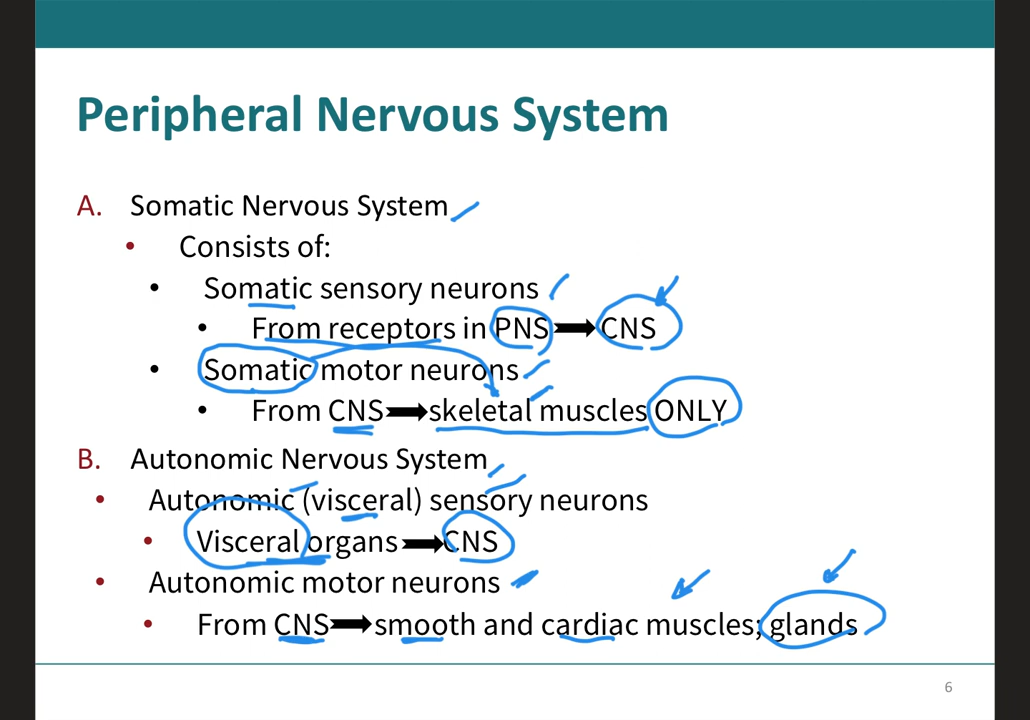 Peripheral Nervous System
A. Somatic Nervous System
• Consists of:
• Somatic sensory neurons
• From receptors in PNS➡CNS
• Somatic motor neurons
• From CNS➡skeletal muscles ONLY
B. Autonomic Nervous System
• Autonomic (visceral) sensory neurons
• Visceral organs➡CNS
• Autonomic motor neurons
• From CNS➡smooth and cardiac muscles; glands
6